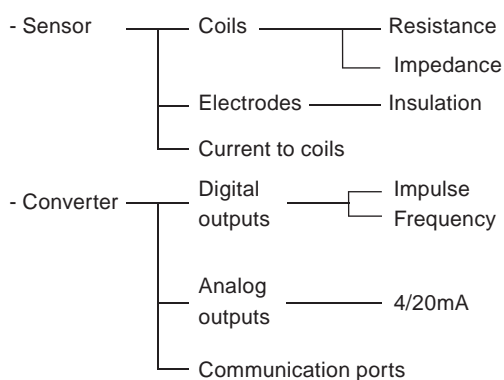 - Sensor Coils Resistance
Impedance
Electrodes Insulation
Current to coils
- Converter Digital outputs Impulse
Frequency
Analog outputs 4/20mA
Communication ports